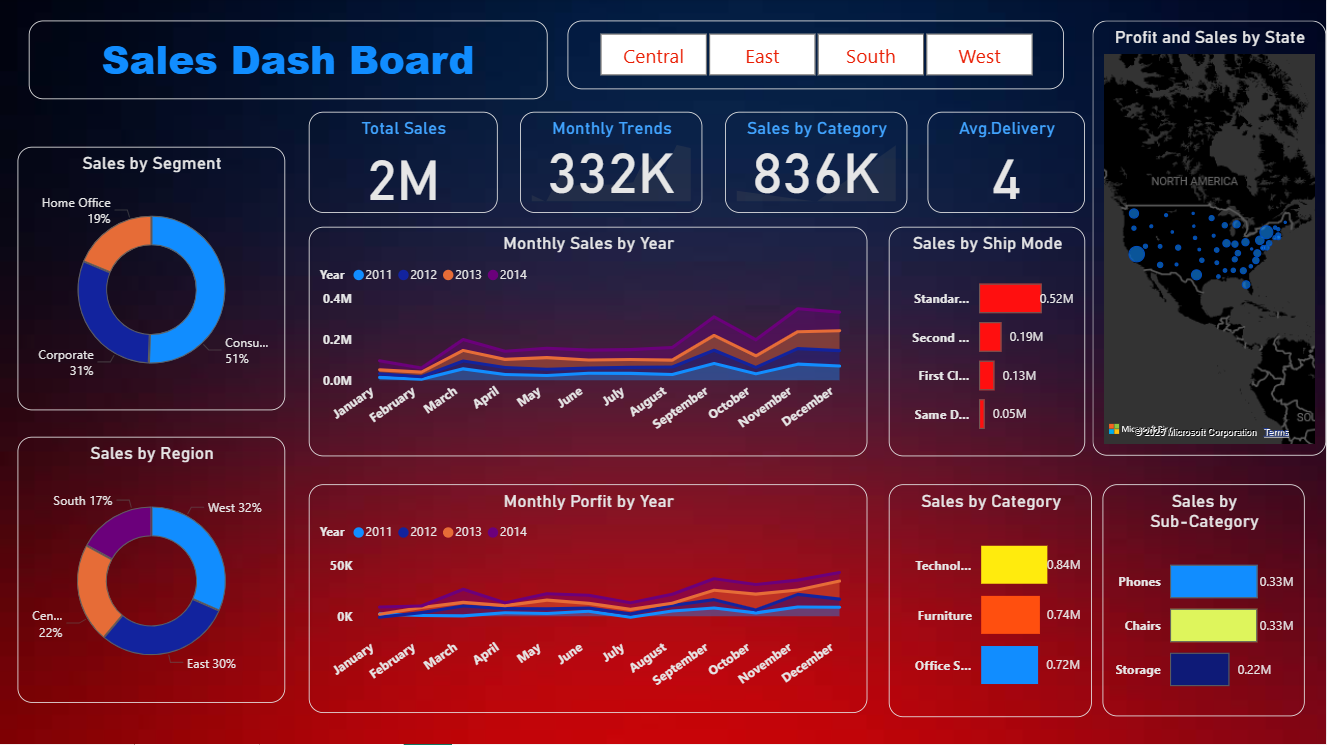 Sales Dash Board
Central
East
South
West
Profit and Sales by State
NORTH AMERICA
SOU
© 2025 Microsoft Corporation
Terms
Total Sales
2M
Monthly Trends
332K
Sales by Category
836K
Avg.Delivery
4
Sales by Segment
Home Office
19%
Corporate
31%
Consu...
51%
Monthly Sales by Year
Year 2011 2012 2013 2014
0.4M
0.2M
0.0M
January
February
March
April
May
June
July
August
September
October
November
December
Sales by Ship Mode
Standar... 0.52M
Second ... 0.19M
First Cl... 0.13M
Same D... 0.05M
Sales by Region
South 17%
West 32%
Cen...
22%
East 30%
Monthly Porfit by Year
Year 2011 2012 2013 2014
50K
0K
January
February
March
April
May
June
July
August
September
October
November
December
Sales by Category
Technol... 0.84M
Furniture 0.74M
Office S... 0.72M
Sales by
Sub-Category
Phones 0.33M
Chairs 0.33M
Storage 0.22M